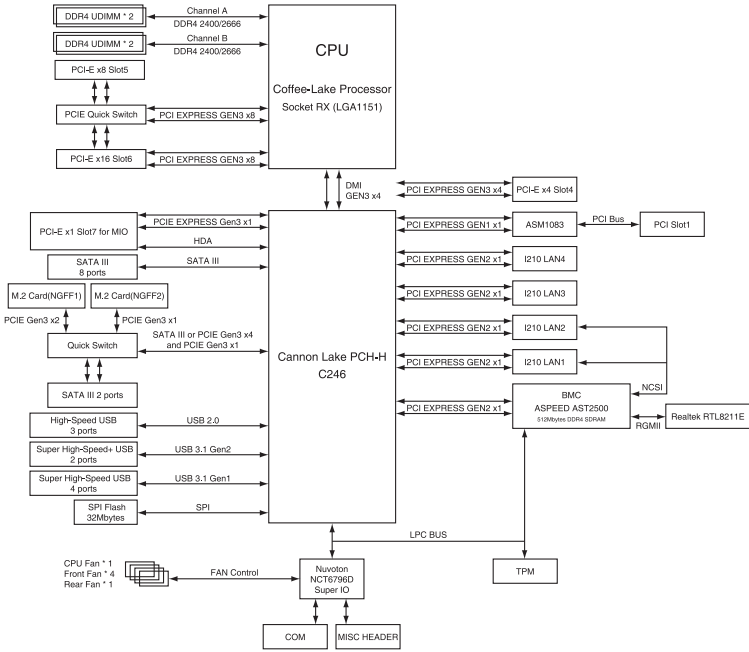 DDR4 UDIMM * 2
Channel A
DDR4 2400/2666
DDR4 UDIMM * 2
Channel B
DDR4 2400/2666
CPU
Coffee-Lake Processor
Socket RX (LGA1151)
PCI-E x8 Slot5
PCIE Quick Switch
PCI EXPRESS GEN3 x8
PCI-E x16 Slot6
PCI EXPRESS GEN3 x8
DMI
GEN3 x4
PCI EXPRESS GEN3 x4
PCI-E x4 Slot4
PCI-E x1 Slot7 for MIO
PCIE EXPRESS Gen3 x1
HDA
PCI EXPRESS GEN1 x1
ASM1083
PCI Bus
PCI Slot1
SATA III
8 ports
SATA III
PCI EXPRESS GEN2 x1
I210 LAN4
M.2 Card(NGFF1)
M.2 Card(NGFF2)
PCI EXPRESS GEN2 x1
I210 LAN3
PCIE Gen3 x2
PCIE Gen3 x1
Quick Switch
SATA III or PCIE Gen3 x4
and PCIE Gen3 x1
PCI EXPRESS GEN2 x1
I210 LAN2
Cannon Lake PCH-H
C246
PCI EXPRESS GEN2 x1
I210 LAN1
NCSI
SATA III 2 ports
BMC
ASPEED AST2500
512Mbytes DDR4 SDRAM
PCI EXPRESS GEN2 x1
RGMII
Realtek RTL8211E
High-Speed USB
3 ports
USB 2.0
Super High-Speed+ USB
2 ports
USB 3.1 Gen2
Super High-Speed USB
4 ports
USB 3.1 Gen1
SPI Flash
32Mbytes
SPI
LPC BUS
TPM
CPU Fan * 1
Front Fan * 4
Rear Fan * 1
FAN Control
Nuvoton
NCT6796D
Super IO
COM
MISC HEADER